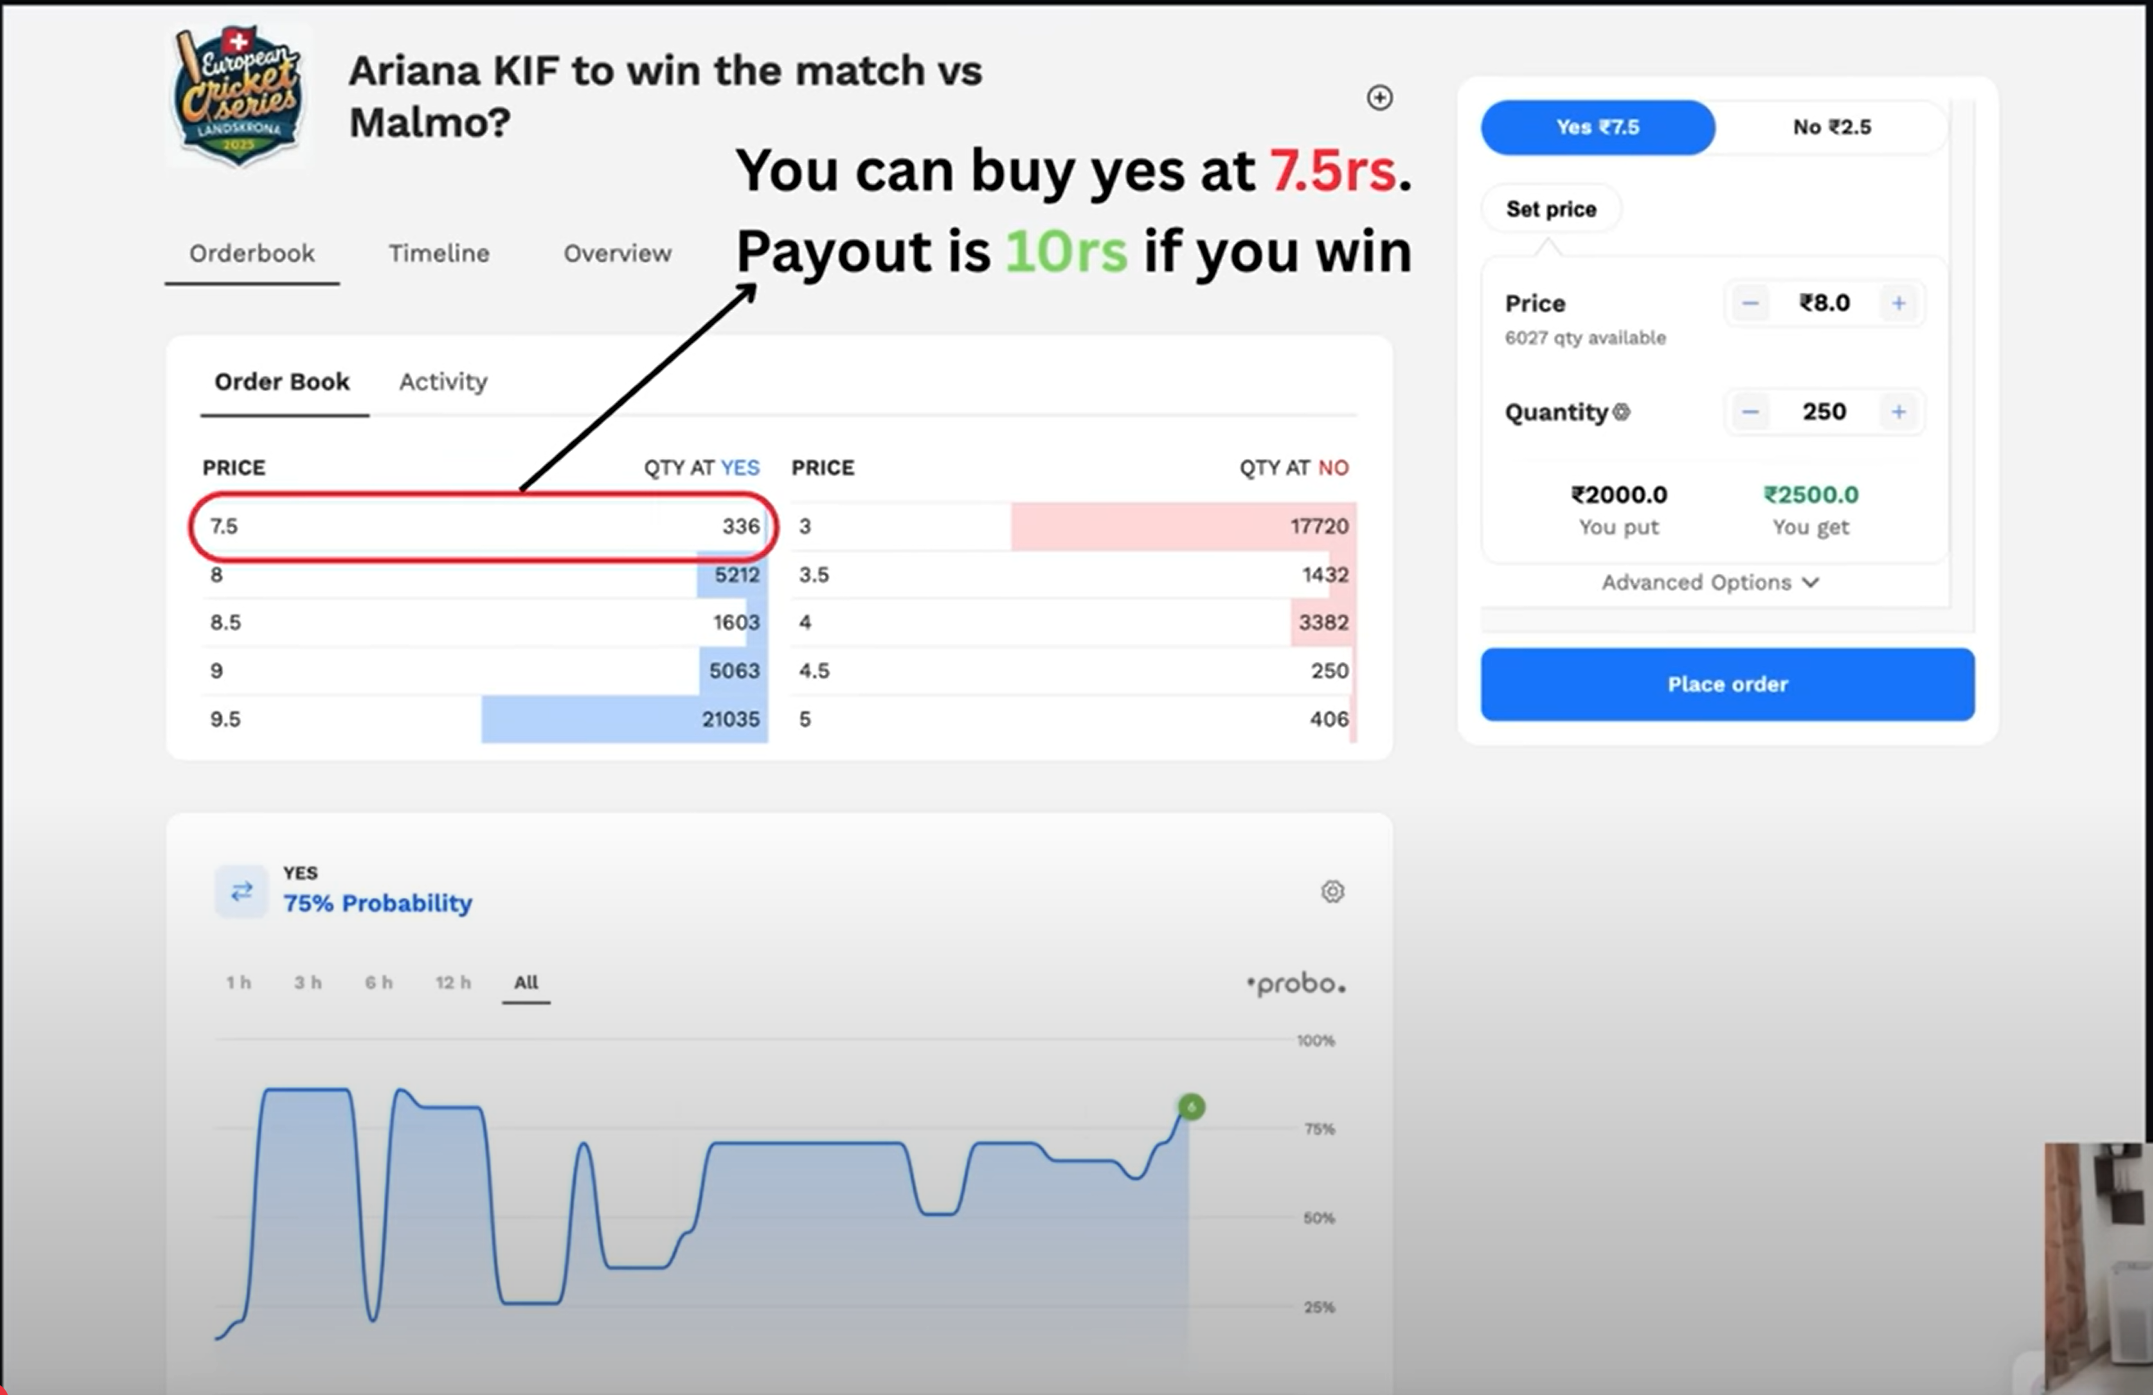 European
Cricket
series
LANDSKRONA
2025
Ariana KIF to win the match vs
Malmo?
You can buy yes at 7.5rs.
Payout is 10rs if you win
Orderbook Timeline Overview
Order Book Activity
PRICE QTY AT YES PRICE QTY AT NO
7.5 336 3 17720
8 5212 3.5 1432
8.5 1603 4 3382
9 5063 4.5 250
9.5 21035 5 406
Yes ₹7.5 No ₹2.5
Set price
Price ₹8.0
6027 qty available
Quantity 250
₹2000.0 ₹2500.0
You put You get
Advanced Options
Place order
YES
75% Probability
1 h 3 h 6 h 12 h All
probo.
100%
75%
50%
25%
6